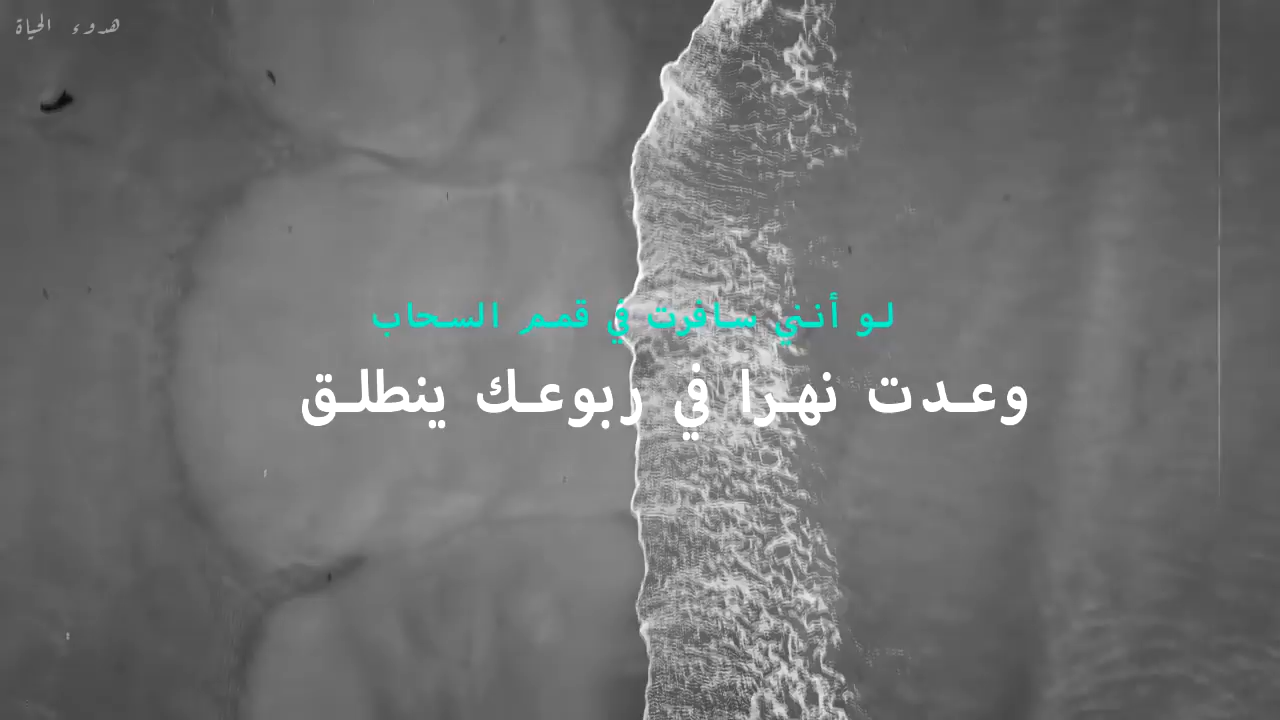 هدوء الحياة
لو أنني سافرت في قمم السحاب
وعدت نهرا في ربوعك ينطلق